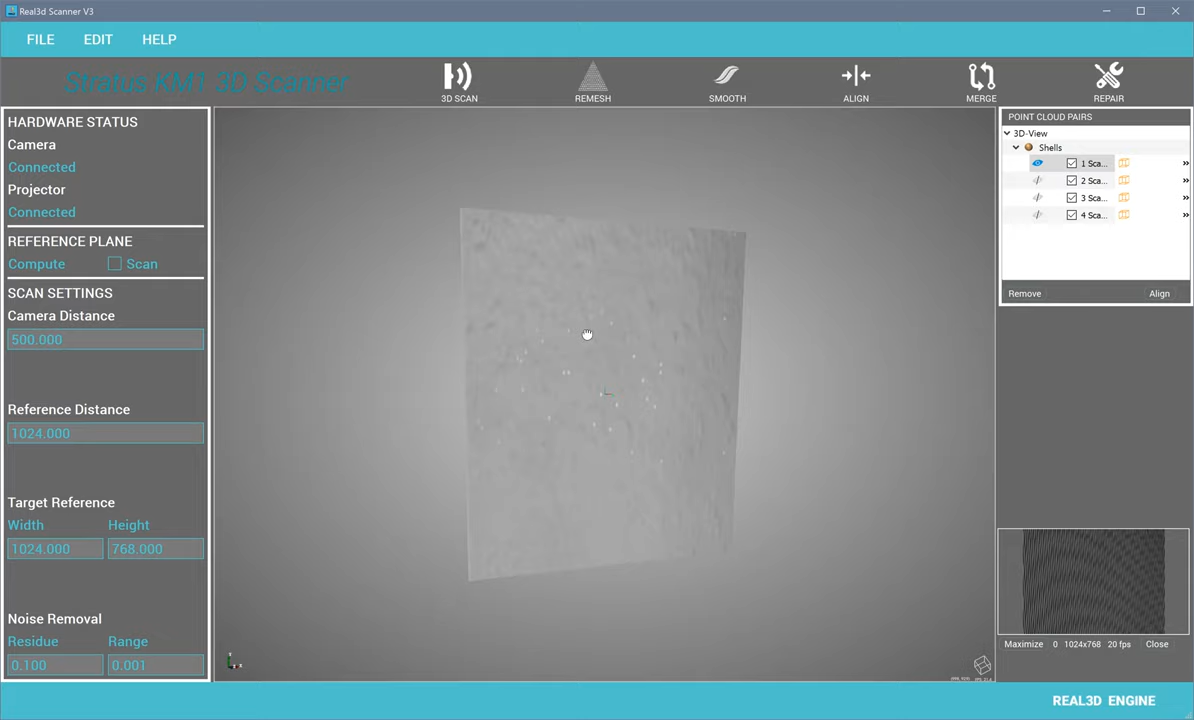 Real3d Scanner V3
FILE EDIT HELP
Stratus KM1 3D Scanner
3D SCAN
REMESH
SMOOTH
ALIGN
MERGE
REPAIR
HARDWARE STATUS
Camera
Connected
Projector
Connected
REFERENCE PLANE
Compute Scan
SCAN SETTINGS
Camera Distance
500.000
Reference Distance
1024.000
Target Reference
Width Height
1024.000 768.000
Noise Removal
Residue Range
0.100 0.001
POINT CLOUD PAIRS
3D-View
Shells
1 Sca...
2 Sca...
3 Sca...
4 Sca...
Remove Align
Maximize 0 1024x768 20 fps Close
REAL3D ENGINE